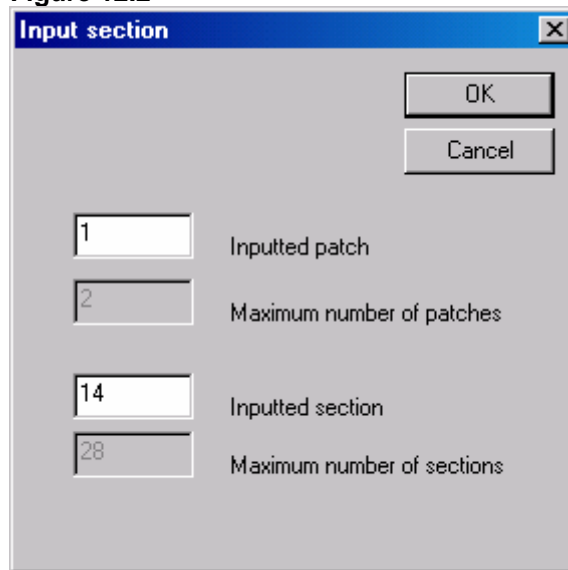 Figure 12.2
Input section
OK
Cancel
1
Inputted patch
2
Maximum number of patches
14
Inputted section
28
Maximum number of sections